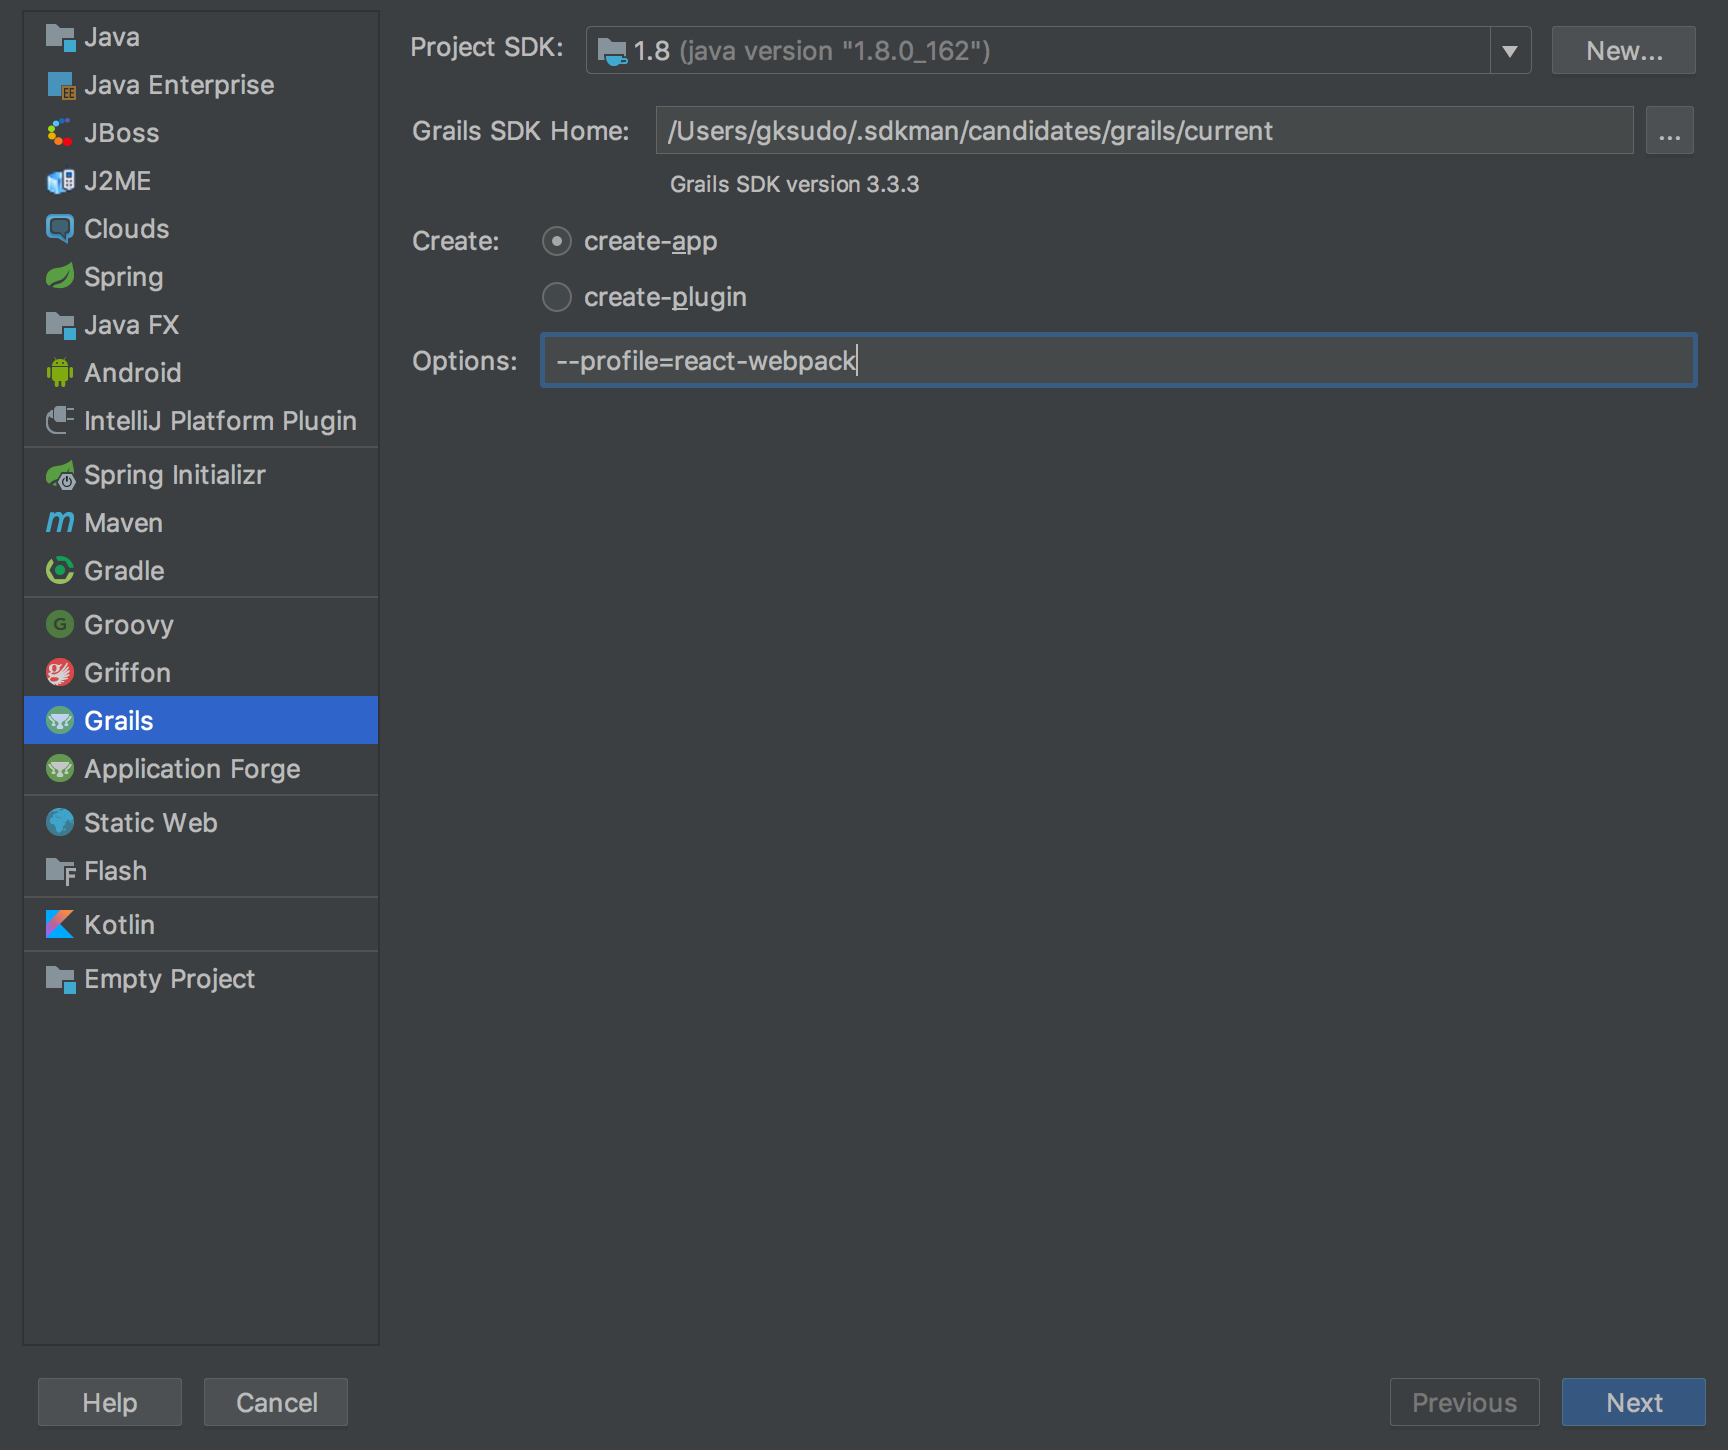 Java
Java Enterprise
JBoss
J2ME
Clouds
Spring
Java FX
Android
IntelliJ Platform Plugin
Spring Initializr
Maven
Gradle
Groovy
Griffon
Grails
Application Forge
Static Web
Flash
Kotlin
Empty Project
Project SDK: 1.8 (java version "1.8.0_162") New...
Grails SDK Home: /Users/gksudo/.sdkman/candidates/grails/current ...
Grails SDK version 3.3.3
Create: create-app
create-plugin
Options: --profile=react-webpack
Help Cancel Previous Next